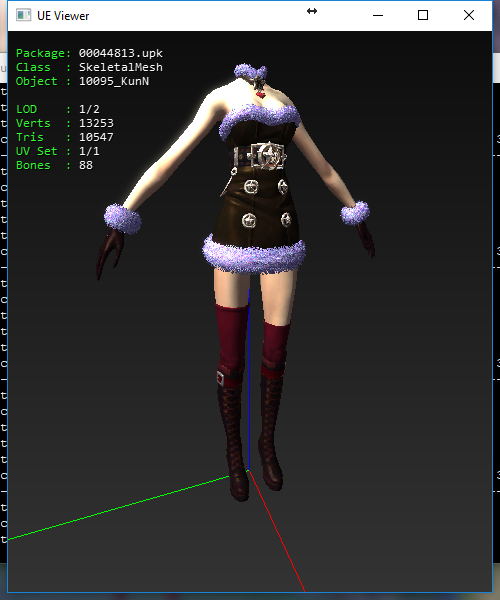 UE Viewer
Package: 00044813.upk
Class  : SkeletalMesh
Object : 10095_KunN
LOD    : 1/2
Verts  : 13253
Tris   : 10547
UV Set : 1/1
Bones  : 88